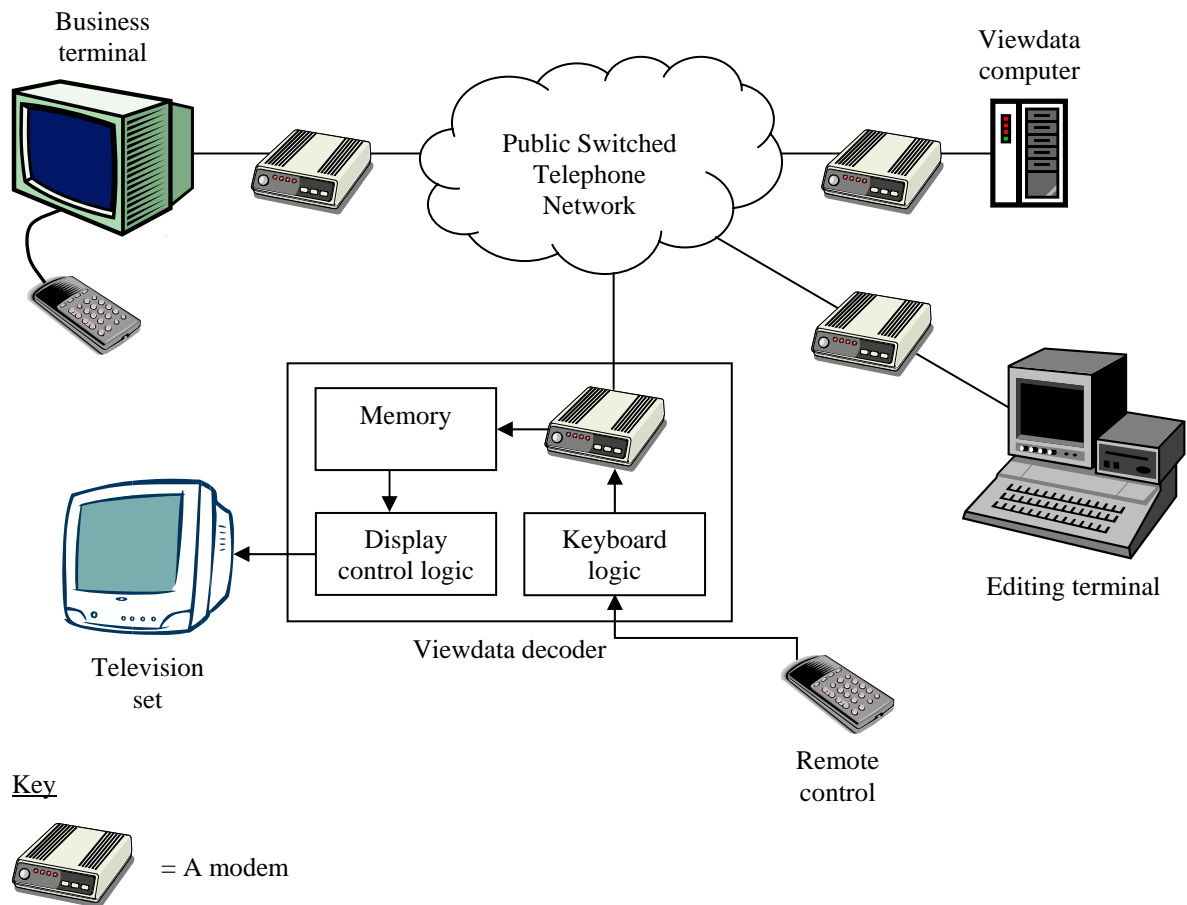 Business
terminal
Viewdata
computer
Public Switched
Telephone
Network
Memory
Display
control logic
Keyboard
logic
Editing terminal
Viewdata decoder
Television
set
Remote
control
Key
= A modem